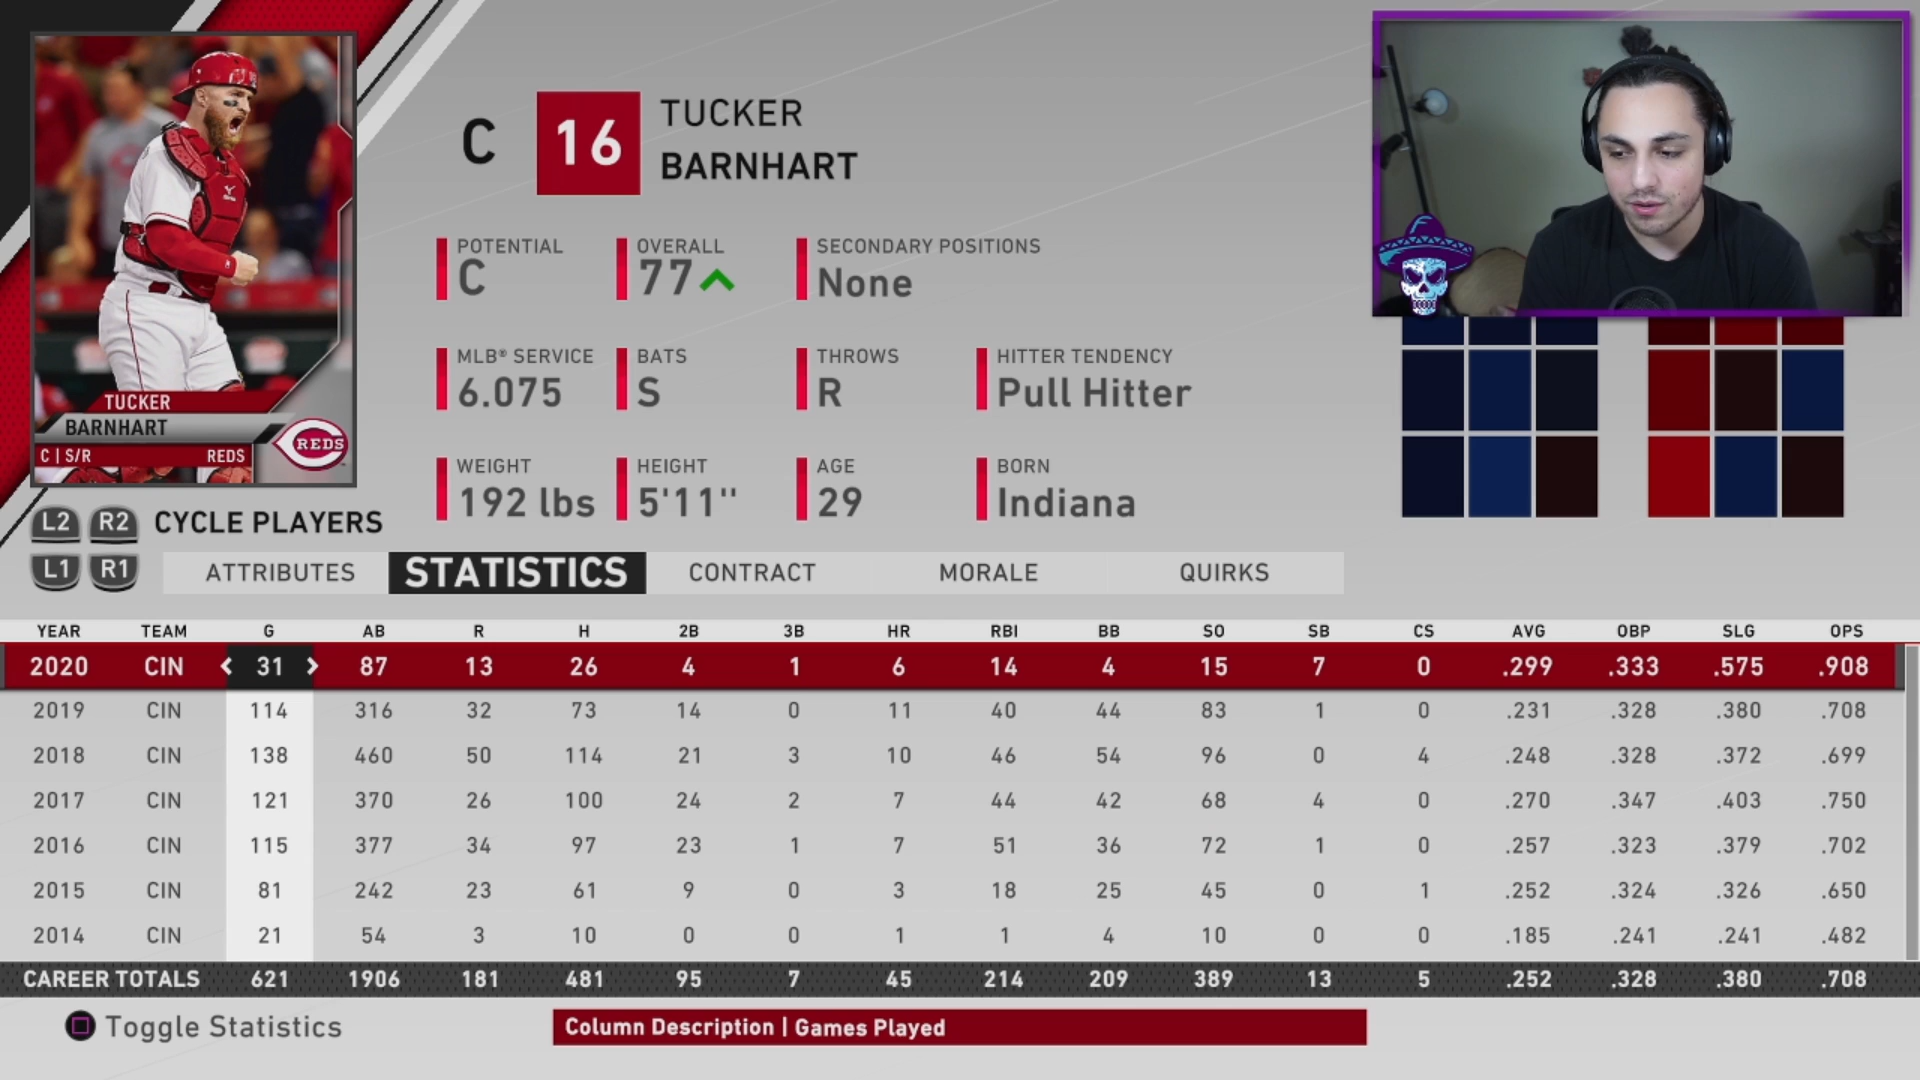 C 16 TUCKER
BARNHART
POTENTIAL OVERALL SECONDARY POSITIONS
C 77 None
MLB® SERVICE BATS THROWS HITTER TENDENCY
6.075 S R Pull Hitter
WEIGHT HEIGHT AGE BORN
192 lbs 5'11'' 29 Indiana
TUCKER
BARNHART
C | S/R REDS
REDS
L2 R2 CYCLE PLAYERS
L1 R1 ATTRIBUTES STATISTICS CONTRACT MORALE QUIRKS
YEAR TEAM G AB R H 2B 3B HR RBI BB SO SB CS AVG OBP SLG OPS
2020 CIN 31 87 13 26 4 1 6 14 4 15 7 0 .299 .333 .575 .908
2019 CIN 114 316 32 73 14 0 11 40 44 83 1 0 .231 .328 .380 .708
2018 CIN 138 460 50 114 21 3 10 46 54 96 0 4 .248 .328 .372 .699
2017 CIN 121 370 26 100 24 2 7 44 42 68 4 0 .270 .347 .403 .750
2016 CIN 115 377 34 97 23 1 7 51 36 72 1 0 .257 .323 .379 .702
2015 CIN 81 242 23 61 9 0 3 18 25 45 0 1 .252 .324 .326 .650
2014 CIN 21 54 3 10 0 0 1 1 4 10 0 0 .185 .241 .241 .482
CAREER TOTALS 621 1906 181 481 95 7 45 214 209 389 13 5 .252 .328 .380 .708
Toggle Statistics Column Description | Games Played